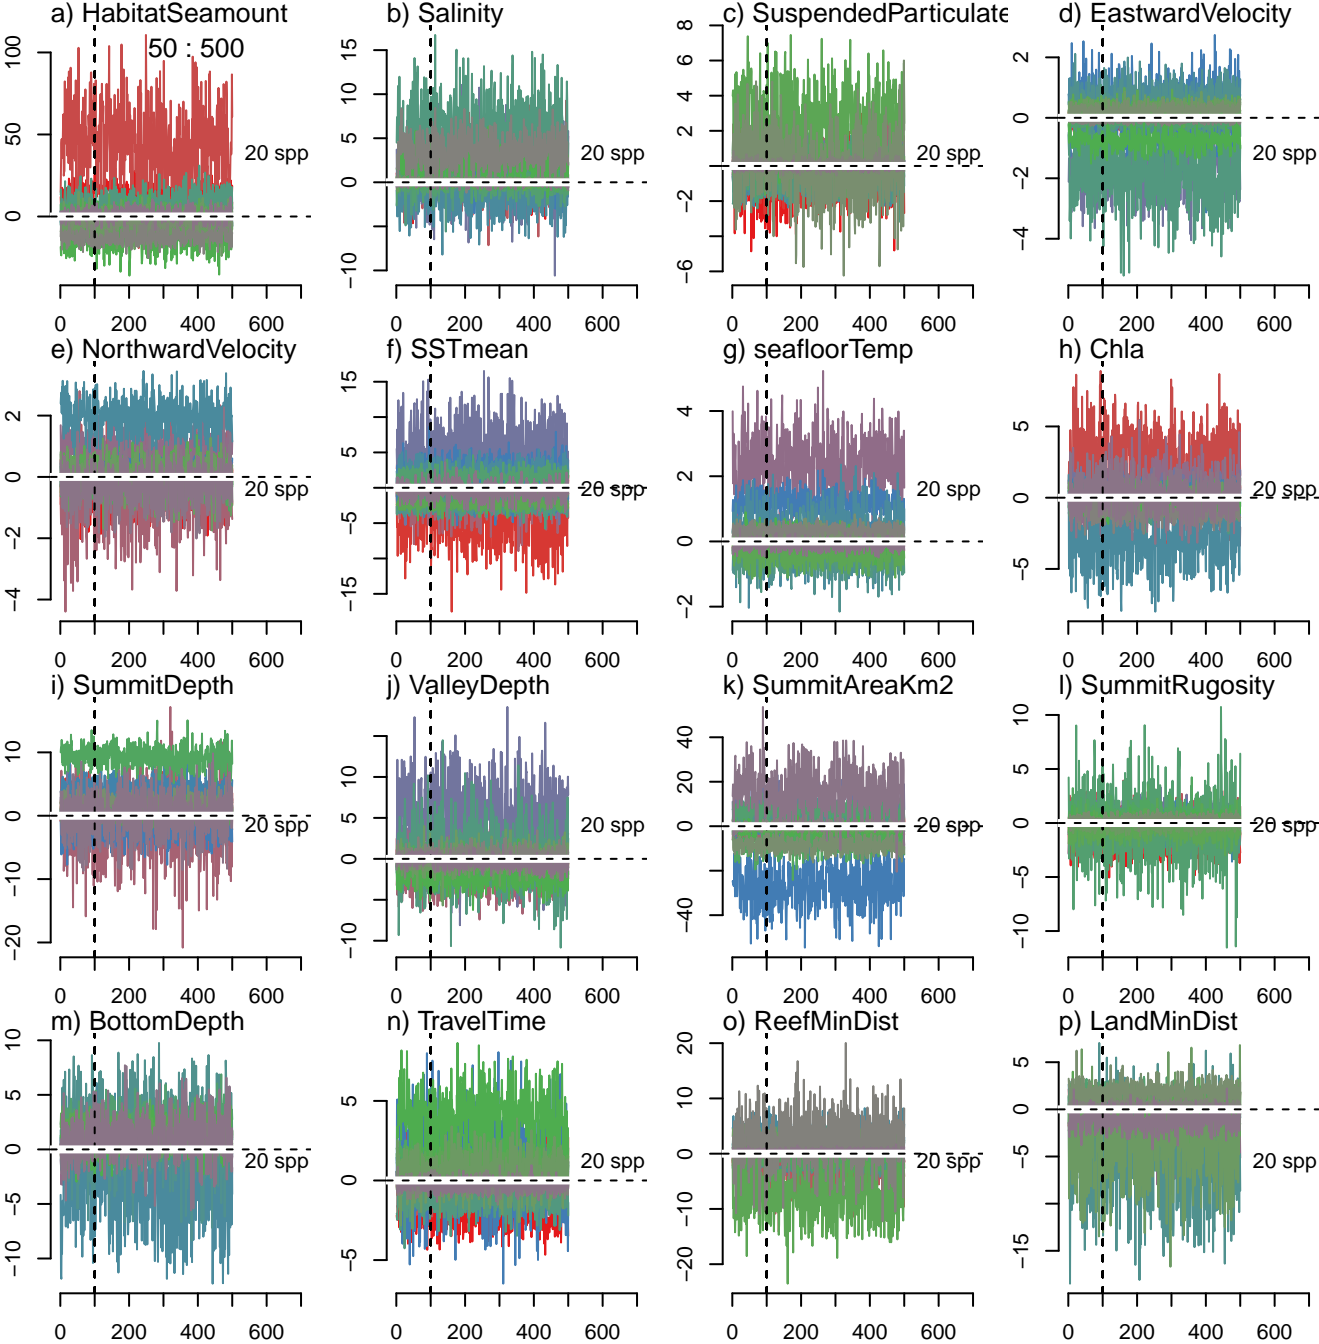 a) HabitatSeamount
50 : 500
100
50
0
20 spp
0 200 400 600
b) Salinity
15
10
5
0
−10
20 spp
0 200 400 600
c) SuspendedParticulate
8
6
4
2
−2
−6
20 spp
0 200 400 600
d) EastwardVelocity
2
0
−2
−4
20 spp
0 200 400 600
e) NorthwardVelocity
2
0
−2
−4
20 spp
0 200 400 600
f) SSTmean
15
5
−5
−15
20 spp
0 200 400 600
g) seafloorTemp
4
2
0
−2
20 spp
0 200 400 600
h) Chla
5
0
−5
20 spp
0 200 400 600
i) SummitDepth
10
0
−10
−20
20 spp
0 200 400 600
j) ValleyDepth
10
5
0
−10
20 spp
0 200 400 600
k) SummitAreaKm2
40
20
0
−40
20 spp
0 200 400 600
l) SummitRugosity
10
5
0
−5
−10
20 spp
0 200 400 600
m) BottomDepth
10
5
0
−5
−10
20 spp
0 200 400 600
n) TravelTime
5
0
−5
20 spp
0 200 400 600
o) ReefMinDist
20
10
0
−10
−20
20 spp
0 200 400 600
p) LandMinDist
5
0
−5
−15
20 spp
0 200 400 600